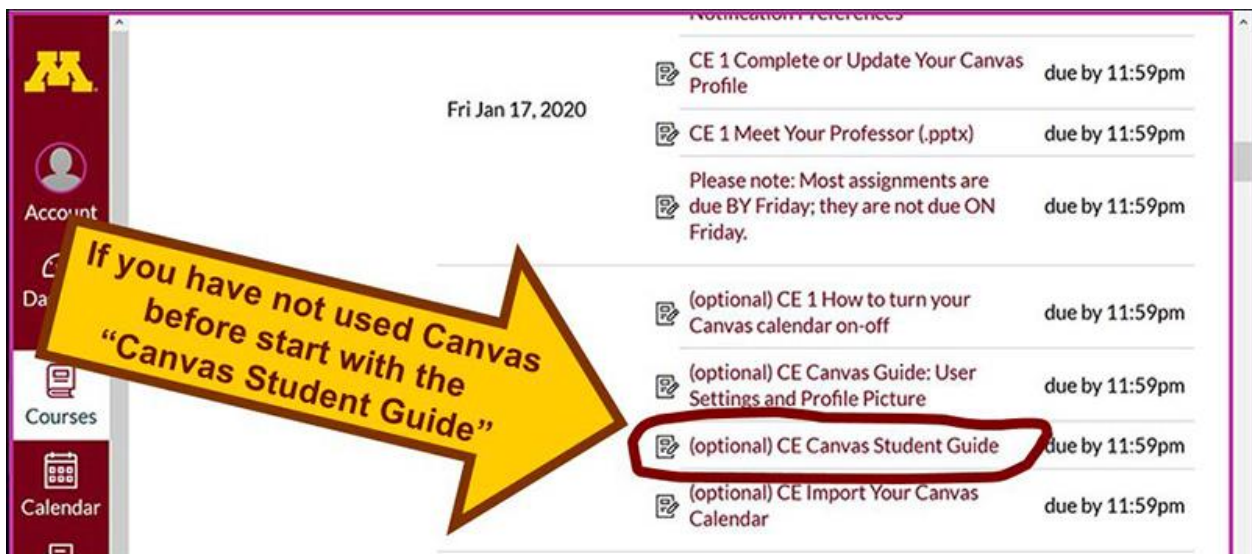 Notification Preferences
CE 1 Complete or Update Your Canvas
Profile
due by 11:59pm
Fri Jan 17, 2020
CE 1 Meet Your Professor (.pptx)
due by 11:59pm
Please note: Most assignments are
due BY Friday; they are not due ON
Friday.
due by 11:59pm
(optional) CE 1 How to turn your
Canvas calendar on-off
due by 11:59pm
(optional) CE Canvas Guide: User
Settings and Profile Picture
due by 11:59pm
(optional) CE Canvas Student Guide
due by 11:59pm
(optional) CE Import Your Canvas
Calendar
due by 11:59pm
If you have not used Canvas
before start with the
“Canvas Student Guide”
M
Account
Courses
Calendar